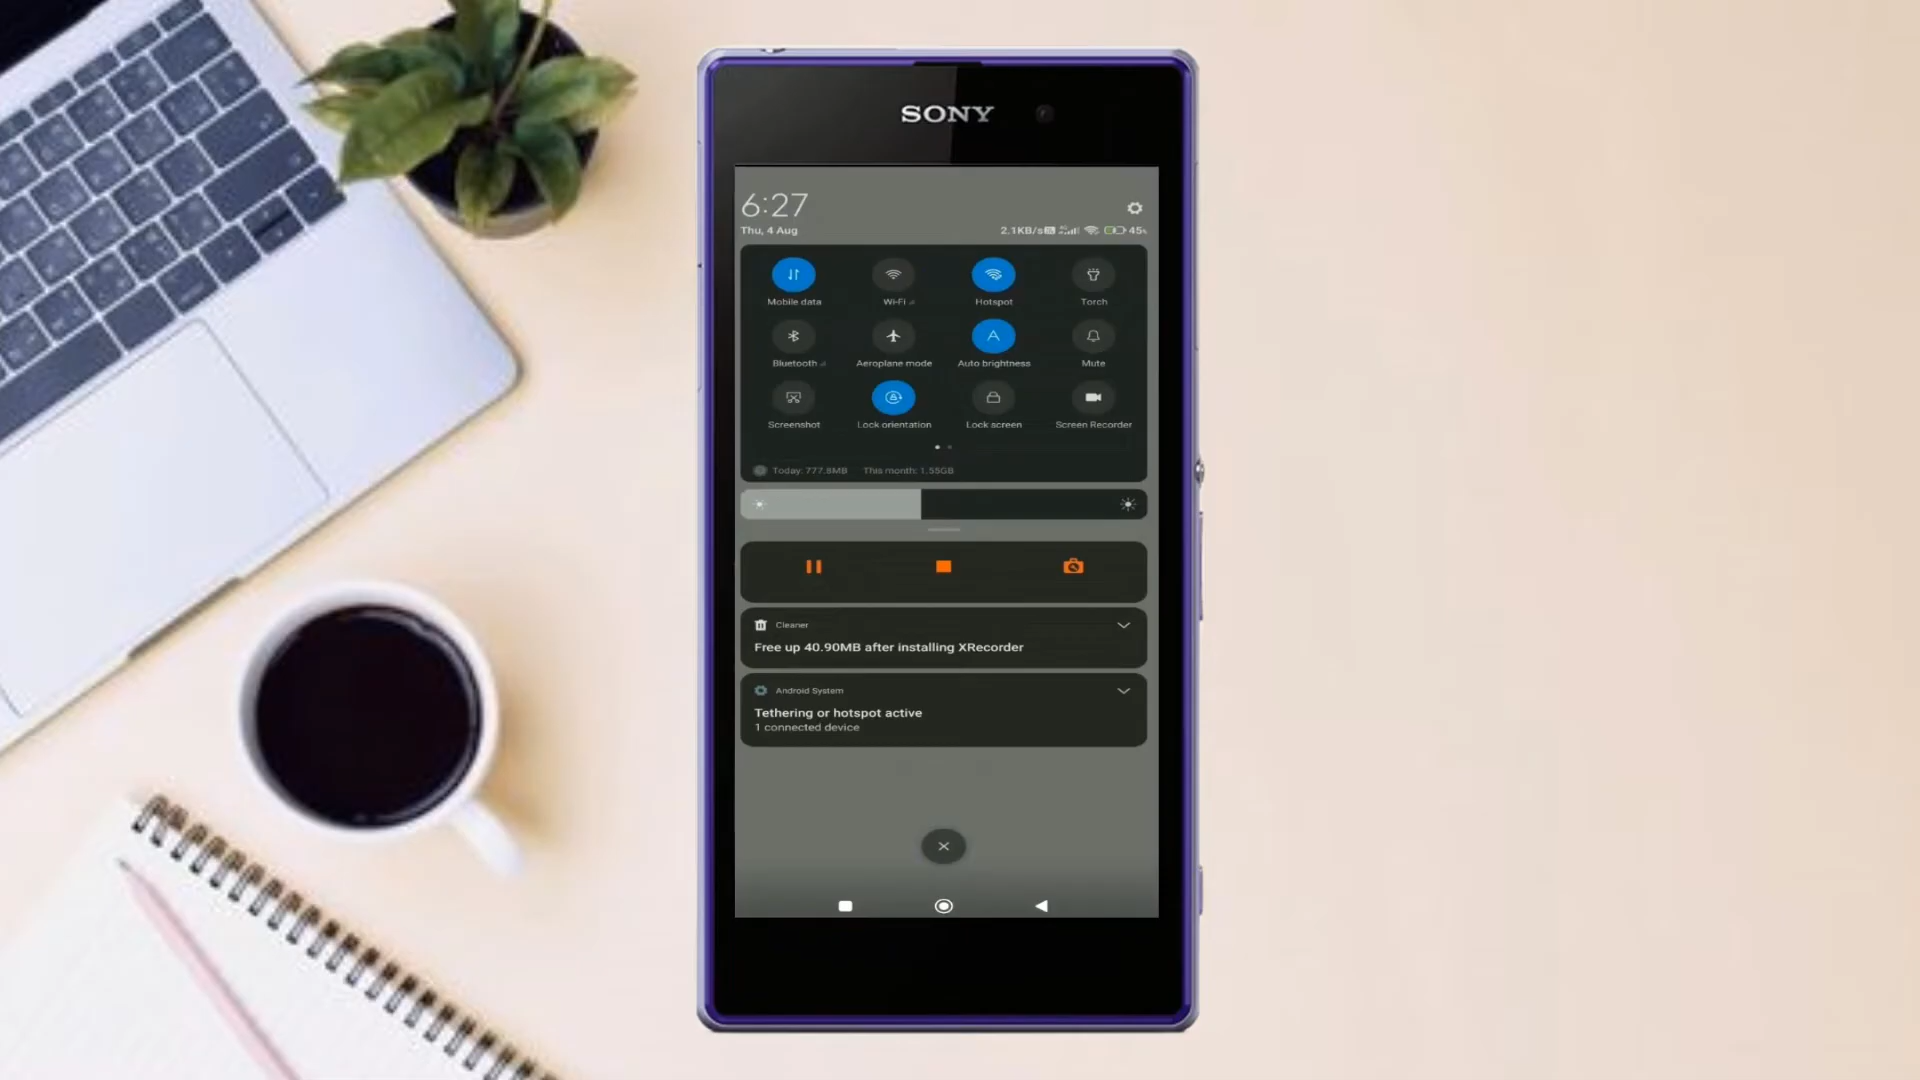 SONY
6:27
Thu, 4 Aug
2.1KB/s
45%
Mobile data
Wi-Fi
Hotspot
Torch
Bluetooth
Aeroplane mode
Auto brightness
Mute
Screenshot
Lock orientation
Lock screen
Screen Recorder
Today: 777.8MB This month: 1.55GB
Cleaner
Free up 40.90MB after installing XRecorder
Android System
Tethering or hotspot active
1 connected device